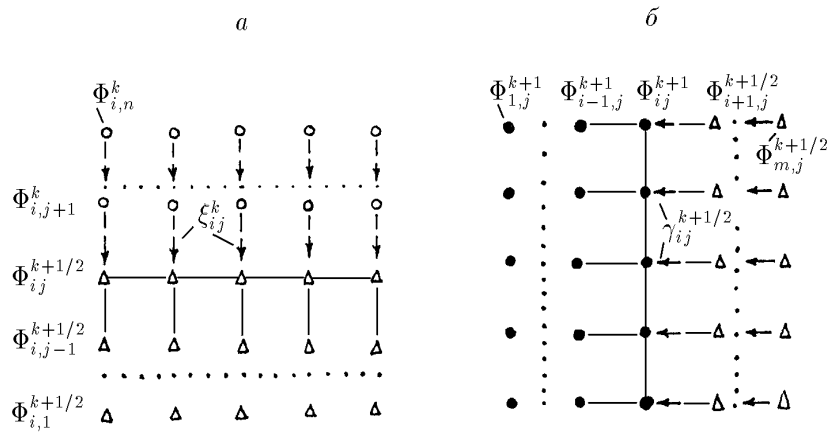 а
Φ^k_{i,n}
Φ^k_{i,j+1}
ξ^k_{ij}
Φ^{k+1/2}_{ij}
Φ^{k+1/2}_{i,j-1}
Φ^{k+1/2}_{i,1}
б
Φ^{k+1}_{1,j} Φ^{k+1}_{i-1,j} Φ^{k+1}_{ij} Φ^{k+1/2}_{i+1,j}
Φ^{k+1/2}_{m,j}
γ^{k+1/2}_{ij}